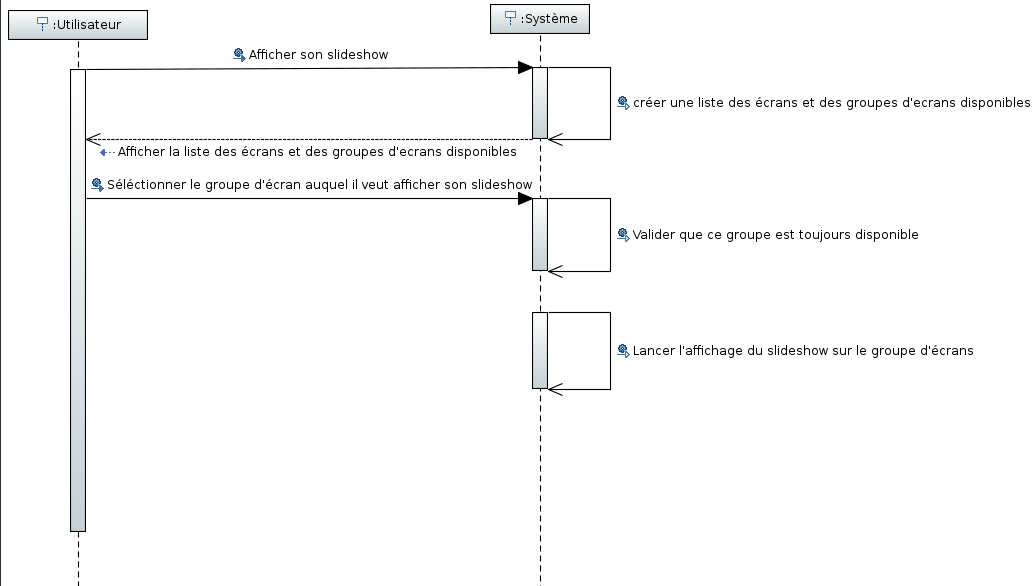 :Utilisateur
:Système
Afficher son slideshow
créer une liste des écrans et des groupes d'ecrans disponibles
Afficher la liste des écrans et des groupes d'ecrans disponibles
Séléctionner le groupe d'écran auquel il veut afficher son slideshow
Valider que ce groupe est toujours disponible
Lancer l'affichage du slideshow sur le groupe d'écrans